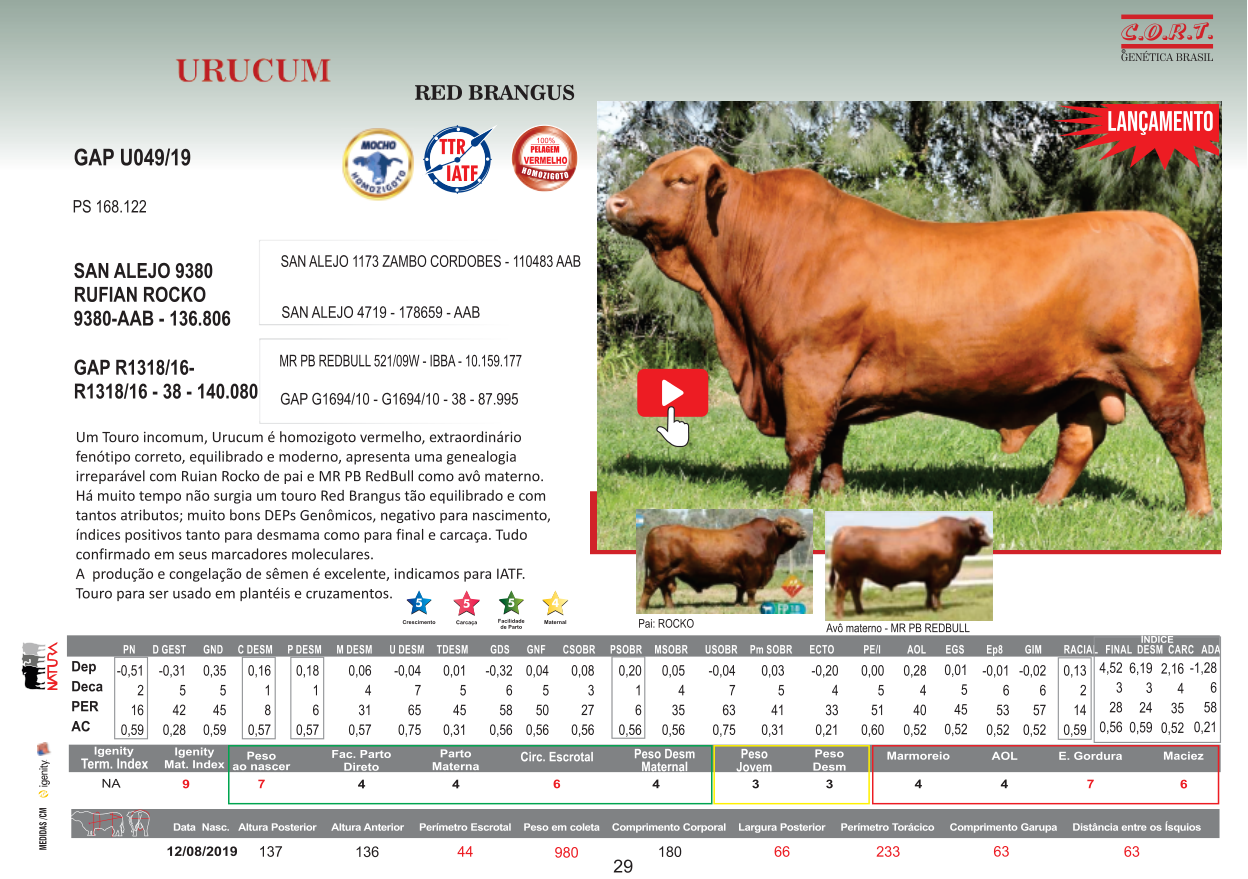 C.O.R.T.
GENÉTICA BRASIL
URUCUM
RED BRANGUS
LANÇAMENTO
GAP U049/19
MOCHO
HOMOZIGOTO
TTR
IATF
100%
PELAGEM
VERMELHO
HOMOZIGOTO
PS 168.122
SAN ALEJO 9380
RUFIAN ROCKO
9380-AAB - 136.806
SAN ALEJO 1173 ZAMBO CORDOBES - 110483 AAB
SAN ALEJO 4719 - 178659 - AAB
GAP R1318/16-
R1318/16 - 38 - 140.080
MR PB REDBULL 521/09W - IBBA - 10.159.177
GAP G1694/10 - G1694/10 - 38 - 87.995
Um Touro incomum, Urucum é homozigoto vermelho, extraordinário
fenótipo correto, equilibrado e moderno, apresenta uma genealogia
irreparável com Ruian Rocko de pai e MR PB RedBull como avô materno.
Há muito tempo não surgia um touro Red Brangus tão equilibrado e com
tantos atributos; muito bons DEPs Genômicos, negativo para nascimento,
índices positivos tanto para desmama como para final e carcaça. Tudo
confirmado em seus marcadores moleculares.
A produção e congelação de sêmen é excelente, indicamos para IATF.
Touro para ser usado em plantéis e cruzamentos.
5 5 5 4
Crescimento Carcaça Facilidade de Parto Maternal
Pai: ROCKO
Avô materno - MR PB REDBULL
NATURA
INDICE
PN D GEST GND C DESM P DESM M DESM U DESM TDESM GDS GNF CSOBR PSOBR MSOBR USOBR Pm SOBR ECTO PE/I AOL EGS Ep8 GIM RACIAL FINAL DESM CARC ADA
Dep -0,51 -0,31 0,35 0,16 0,18 0,06 -0,04 0,01 -0,32 0,04 0,08 0,20 0,05 -0,04 0,03 -0,20 0,00 0,28 0,01 -0,01 -0,02 0,13 4,52 6,19 2,16 -1,28
Deca 2 5 5 1 1 4 7 5 6 5 3 1 4 7 5 4 5 4 5 6 6 2 3 3 4 6
PER 16 42 45 8 6 31 65 45 58 50 27 6 35 63 41 33 51 40 45 53 57 14 28 24 35 58
AC 0,59 0,28 0,59 0,57 0,57 0,57 0,75 0,31 0,56 0,56 0,56 0,56 0,56 0,75 0,31 0,21 0,60 0,52 0,52 0,52 0,52 0,59 0,56 0,59 0,52 0,21
igenity
Igenity Term. Index Igenity Mat. Index Peso ao nascer Fac. Parto Direto Parto Materna Circ. Escrotal Peso Desm Maternal Peso Jovem Peso Desm Marmoreio AOL E. Gordura Maciez
NA 9 7 4 4 6 4 3 3 4 4 7 6
MEDIDAS /CM
Data Nasc. Altura Posterior Altura Anterior Perímetro Escrotal Peso em coleta Comprimento Corporal Largura Posterior Perímetro Torácico Comprimento Garupa Distância entre os Ísquios
12/08/2019 137 136 44 980 180 66 233 63 63
29